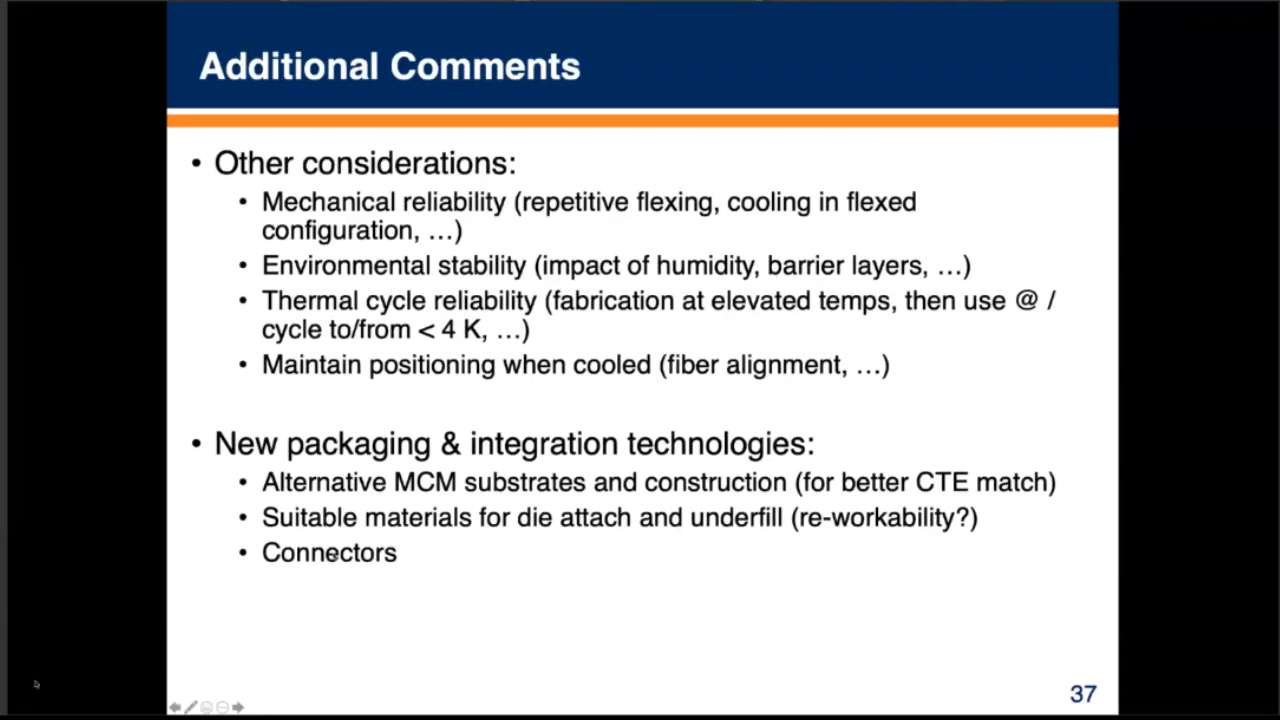 Additional Comments
• Other considerations:
• Mechanical reliability (repetitive flexing, cooling in flexed
configuration, …)
• Environmental stability (impact of humidity, barrier layers, …)
• Thermal cycle reliability (fabrication at elevated temps, then use @ /
cycle to/from < 4 K, …)
• Maintain positioning when cooled (fiber alignment, …)
• New packaging & integration technologies:
• Alternative MCM substrates and construction (for better CTE match)
• Suitable materials for die attach and underfill (re-workability?)
• Connectors
37